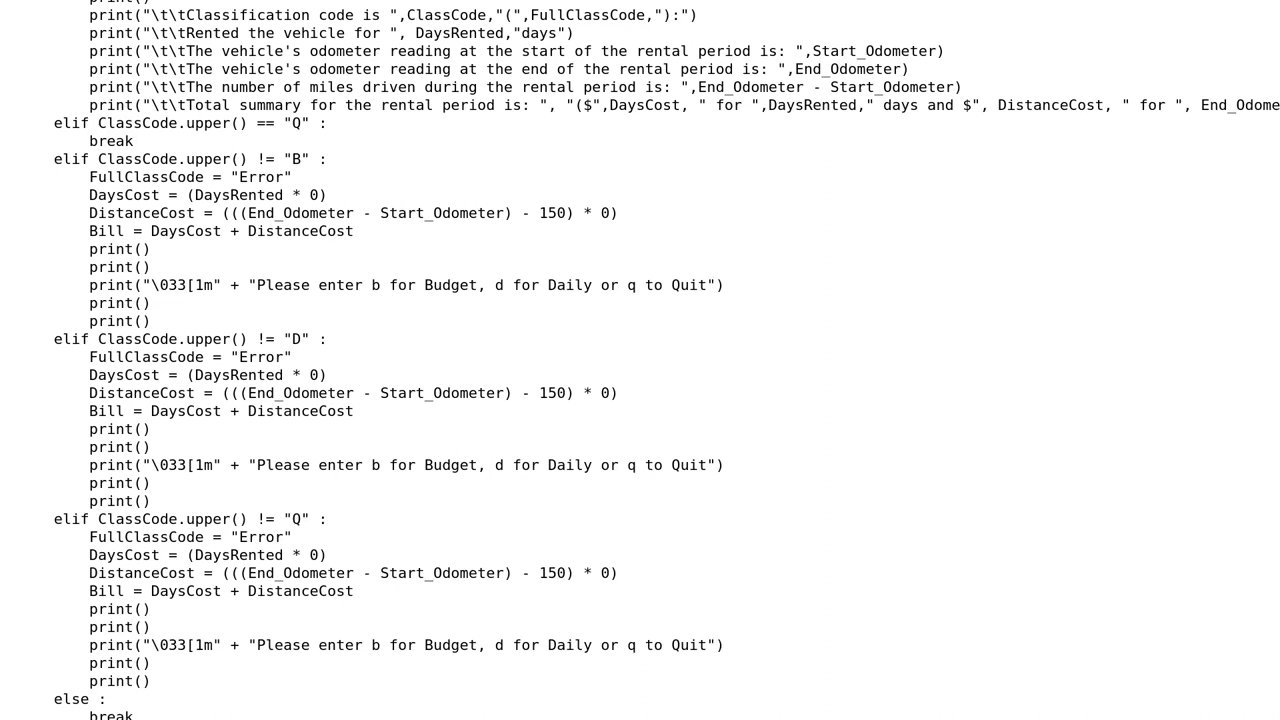 print()
print("\t\tClassification code is ",ClassCode,"(",FullClassCode,"):")
print("\t\tRented the vehicle for ", DaysRented,"days")
print("\t\tThe vehicle's odometer reading at the start of the rental period is: ",Start_Odometer)
print("\t\tThe vehicle's odometer reading at the end of the rental period is: ",End_Odometer)
print("\t\tThe number of miles driven during the rental period is: ",End_Odometer - Start_Odometer)
print("\t\tTotal summary for the rental period is: ", "($",DaysCost, " for ",DaysRented," days and $", DistanceCost, " for ", End_Odome
elif ClassCode.upper() == "Q" :
break
elif ClassCode.upper() != "B" :
FullClassCode = "Error"
DaysCost = (DaysRented * 0)
DistanceCost = (((End_Odometer - Start_Odometer) - 150) * 0)
Bill = DaysCost + DistanceCost
print()
print()
print("\033[1m" + "Please enter b for Budget, d for Daily or q to Quit")
print()
print()
elif ClassCode.upper() != "D" :
FullClassCode = "Error"
DaysCost = (DaysRented * 0)
DistanceCost = (((End_Odometer - Start_Odometer) - 150) * 0)
Bill = DaysCost + DistanceCost
print()
print()
print("\033[1m" + "Please enter b for Budget, d for Daily or q to Quit")
print()
print()
elif ClassCode.upper() != "Q" :
FullClassCode = "Error"
DaysCost = (DaysRented * 0)
DistanceCost = (((End_Odometer - Start_Odometer) - 150) * 0)
Bill = DaysCost + DistanceCost
print()
print()
print("\033[1m" + "Please enter b for Budget, d for Daily or q to Quit")
print()
print()
else :
break